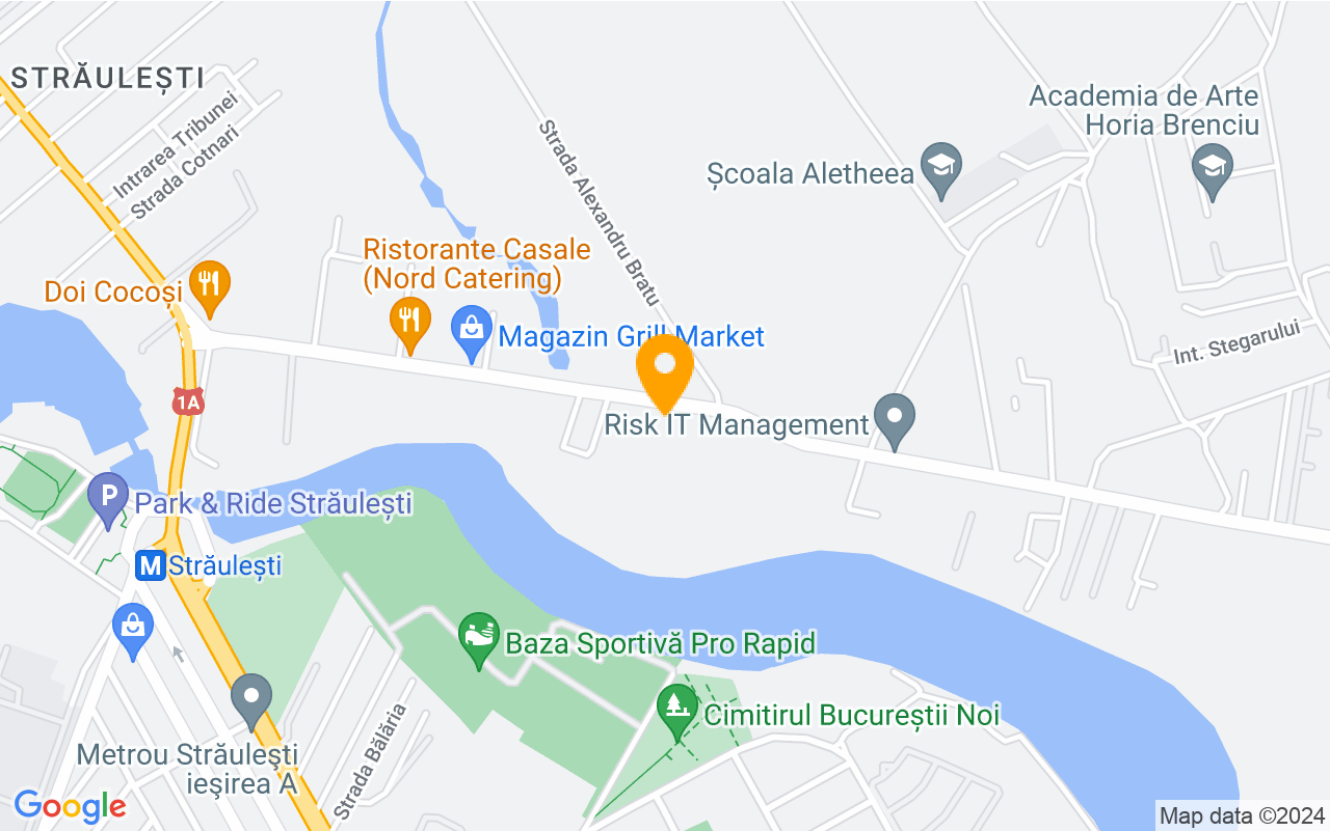 STRĂULEȘTI
Intrarea Tribunei
Strada Cotnari
Strada Alexandru Bratu
Academia de Arte
Horia Brenciu
Școala Aletheea
Ristorante Casale
(Nord Catering)
Doi Cocoși
Magazin Grill Market
Int. Stegarului
1A
Risk IT Management
P
Park & Ride Străulești
M Străulești
Baza Sportivă Pro Rapid
Cimitirul Bucureștii Noi
Metrou Străuleşti
ieşirea A
Strada Bălăria
Google
Map data ©2024